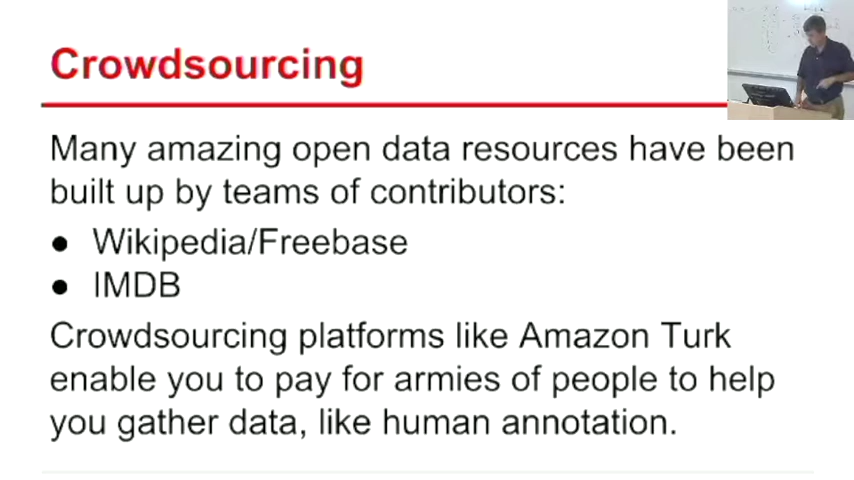 Crowdsourcing
Many amazing open data resources have been
built up by teams of contributors:
● Wikipedia/Freebase
● IMDB
Crowdsourcing platforms like Amazon Turk
enable you to pay for armies of people to help
you gather data, like human annotation.